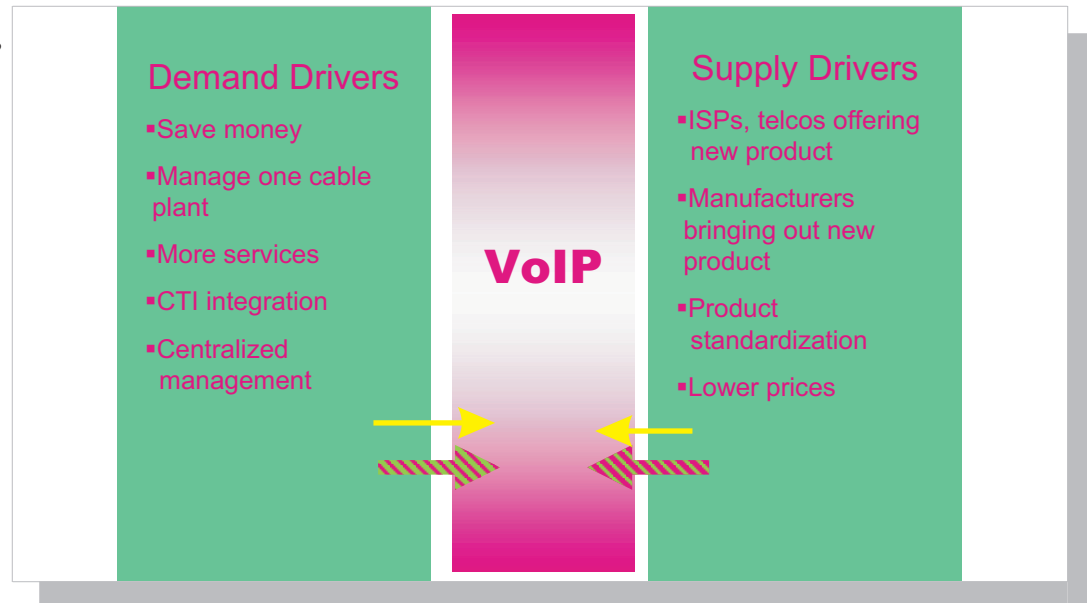 Demand Drivers
▪Save money
▪Manage one cable
plant
▪More services
▪CTI integration
▪Centralized
management
VoIP
Supply Drivers
▪ISPs, telcos offering
new product
▪Manufacturers
bringing out new
product
▪Product
standardization
▪Lower prices